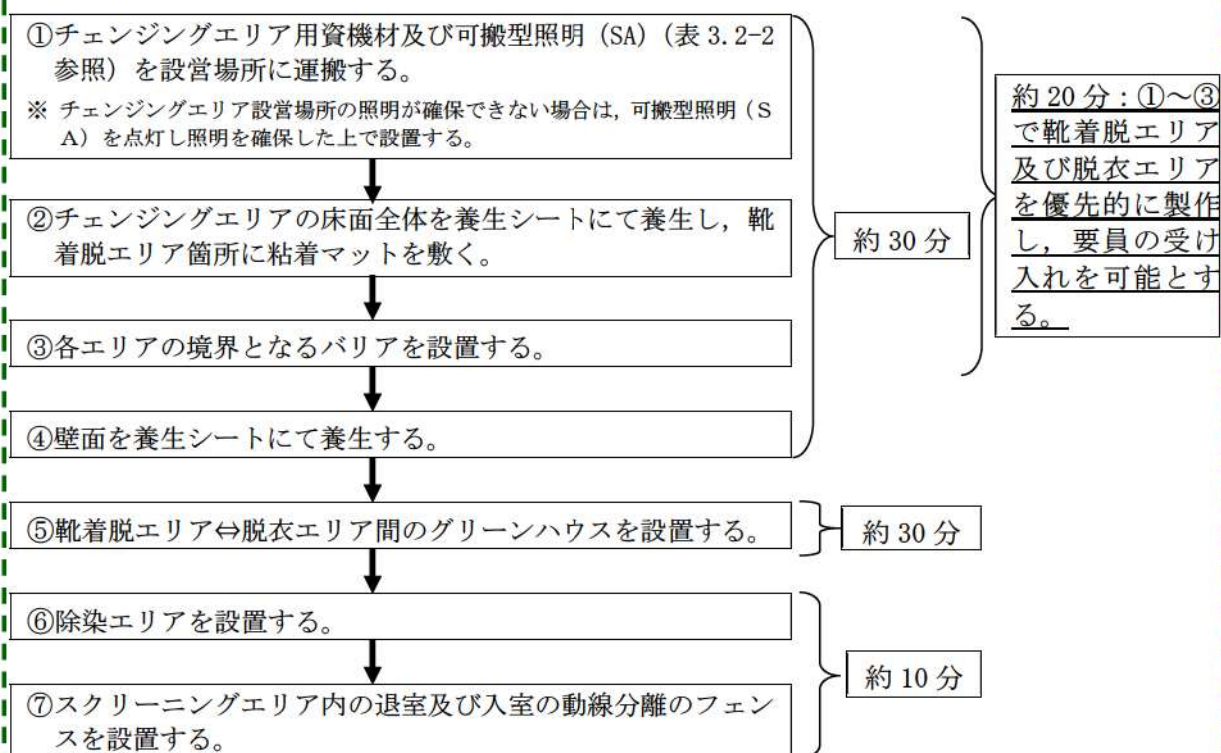 ①チェンジングエリア用資機材及び可搬型照明（SA）（表 3.2-2
参照）を設営場所に運搬する。
※ チェンジングエリア設営場所の照明が確保できない場合は，可搬型照明（S
A）を点灯し照明を確保した上で設置する。
②チェンジングエリアの床面全体を養生シートにて養生し，靴
着脱エリア箇所に粘着マットを敷く。
③各エリアの境界となるバリアを設置する。
④壁面を養生シートにて養生する。
約 30 分
約 20 分：①～③
で靴着脱エリア
及び脱衣エリア
を優先的に製作
し，要員の受け
入れを可能とす
る。
⑤靴着脱エリア⇔脱衣エリア間のグリーンハウスを設置する。
約 30 分
⑥除染エリアを設置する。
⑦スクリーニングエリア内の退室及び入室の動線分離のフェン
スを設置する。
約 10 分